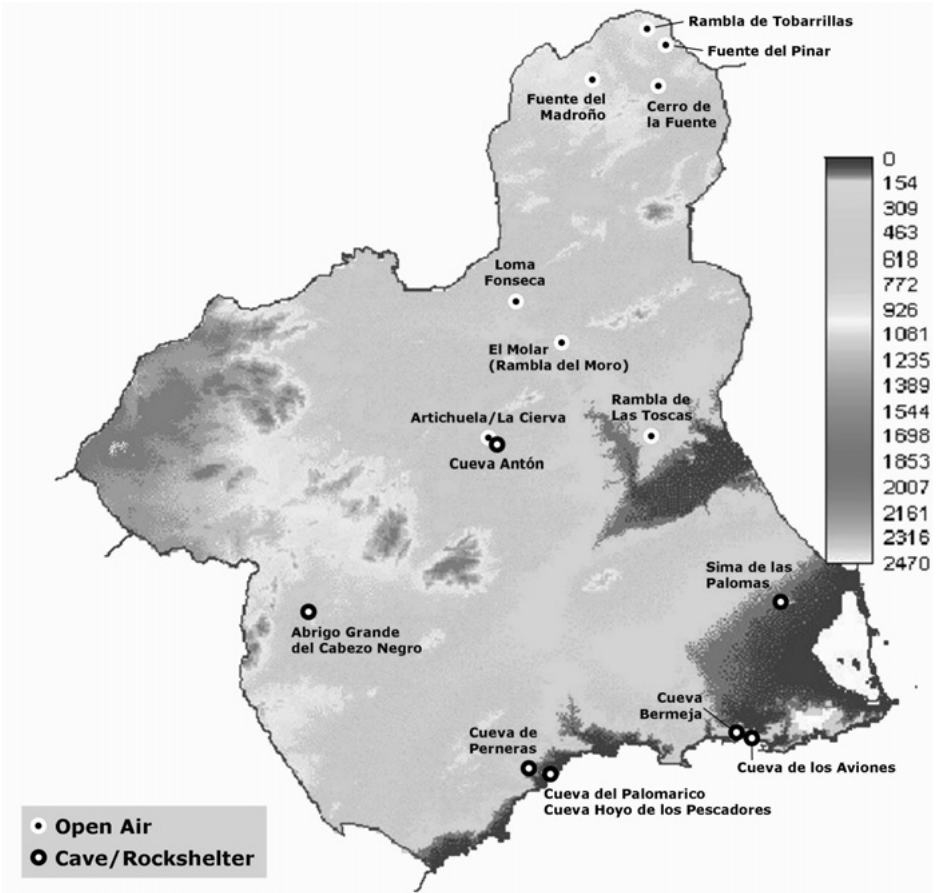 Rambla de Tobarrillas
Fuente del Pinar
Fuente del
Madroño
Cerro de
la Fuente
0
154
309
463
618
772
926
1081
1235
1389
1544
1698
1853
2007
2161
2316
2470
Loma
Fonseca
El Molar
(Rambla del Moro)
Rambla de
Las Toscas
Artichuela/La Cierva
Cueva Antón
Sima de las
Palomas
Abrigo Grande
del Cabezo Negro
Cueva
Bermeja
Cueva de
Perneras
Cueva de los Aviones
Cueva del Palomarico
Cueva Hoyo de los Pescadores
Open Air
Cave/Rockshelter